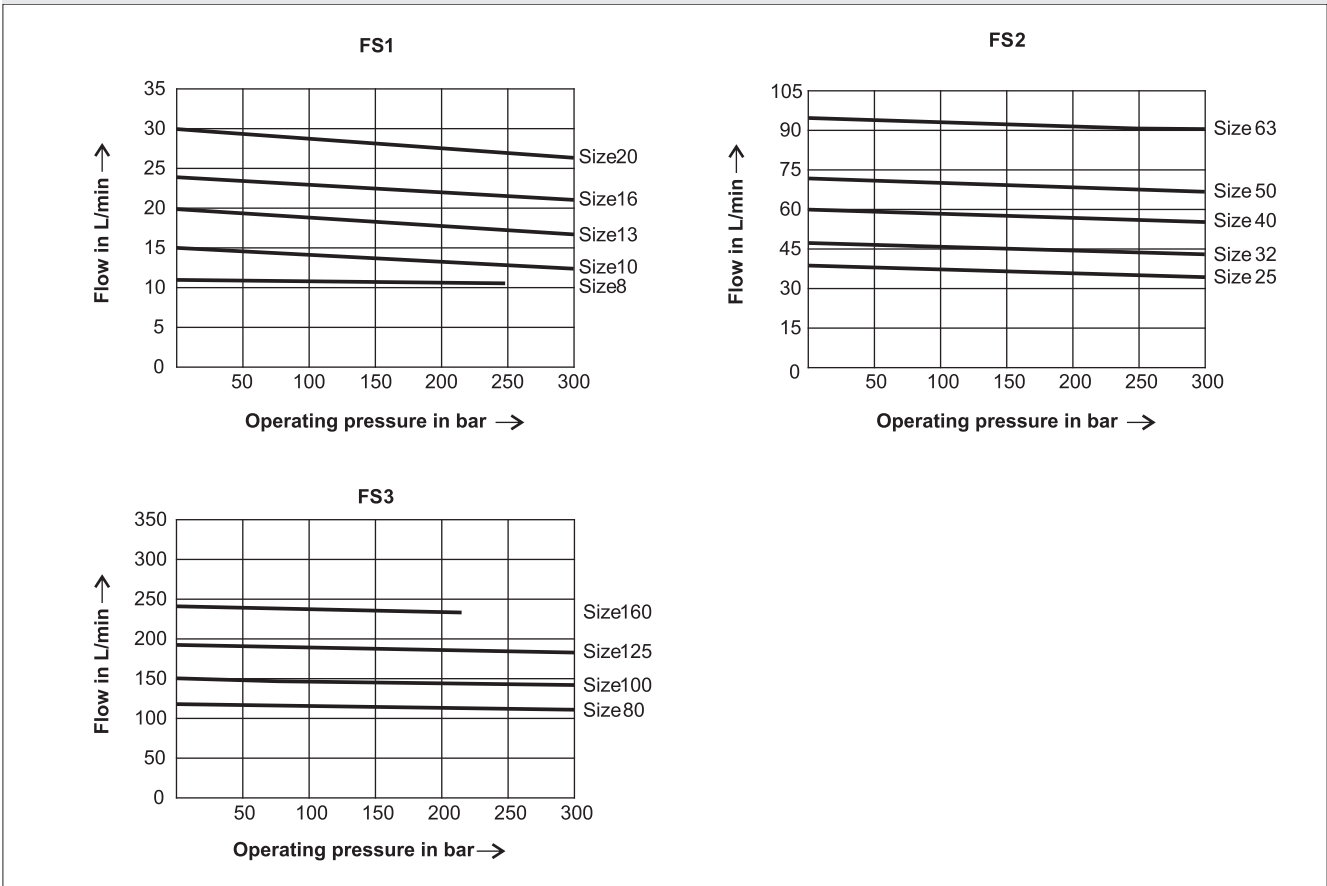 FS1
35
30
25
20
15
10
5
0
Flow in L/min
Size20
Size16
Size13
Size10
Size8
50 100 150 200 250 300
Operating pressure in bar
FS2
105
90
75
60
45
30
15
0
Flow in L/min
Size 63
Size 50
Size 40
Size 32
Size 25
50 100 150 200 250 300
Operating pressure in bar
FS3
350
300
250
200
150
100
50
0
Flow in L/min
Size160
Size125
Size100
Size80
50 100 150 200 250 300
Operating pressure in bar